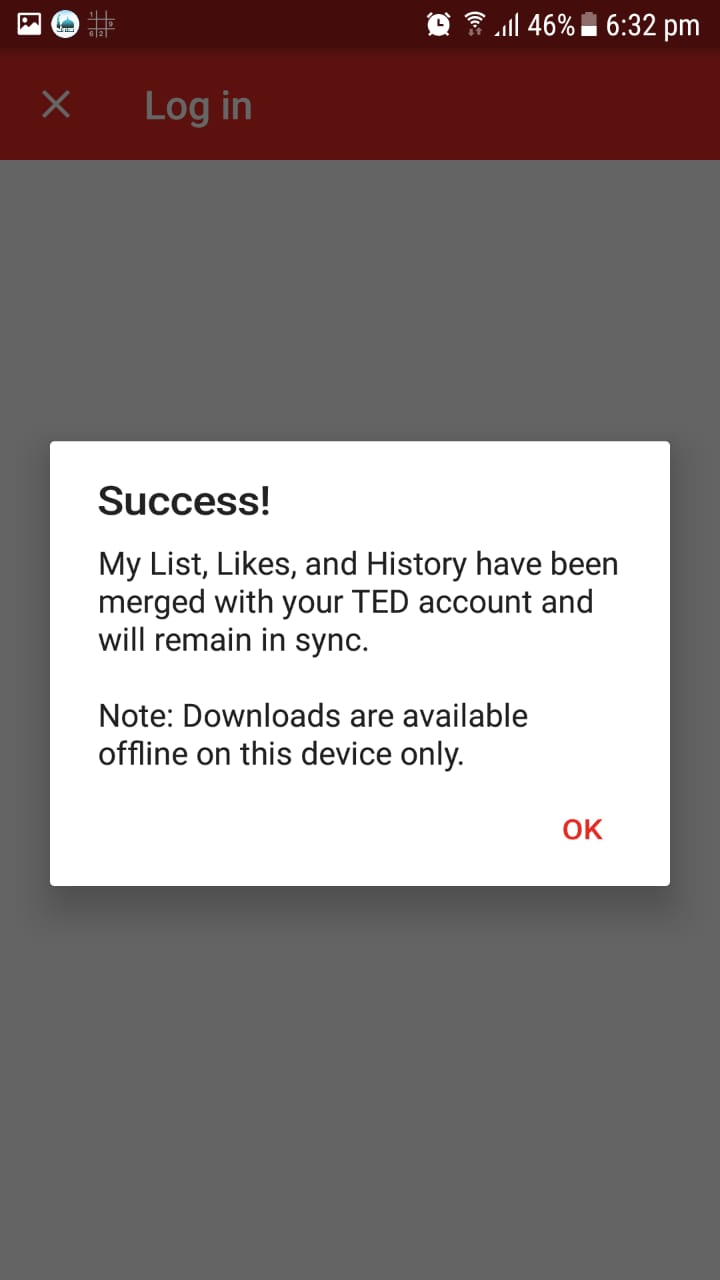 46% 6:32 pm
Log in
Success!
My List, Likes, and History have been
merged with your TED account and
will remain in sync.
Note: Downloads are available
offline on this device only.
OK